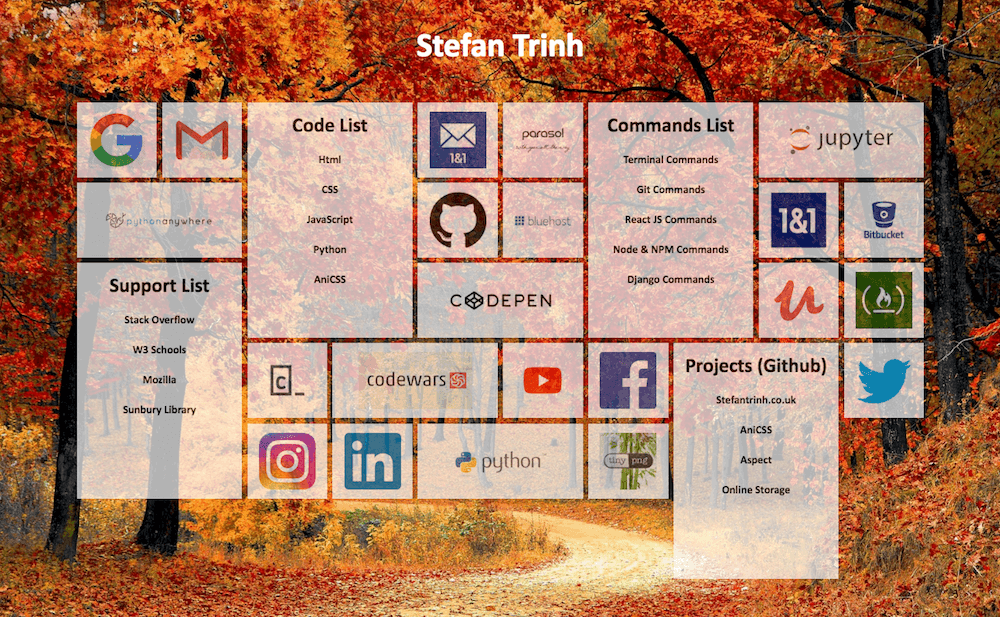 Stefan Trinh
Code List
Html
CSS
JavaScript
Python
AniCSS
1&1
parasol
Commands List
Terminal Commands
Git Commands
React JS Commands
Node & NPM Commands
Django Commands
jupyter
pythonanywhere
bluehost
1&1
Bitbucket
Support List
Stack Overflow
W3 Schools
Mozilla
Sunbury Library
CODEPEN
codewars
Projects (Github)
Stefantrinh.co.uk
AniCSS
Aspect
Online Storage
in
python
tiny png